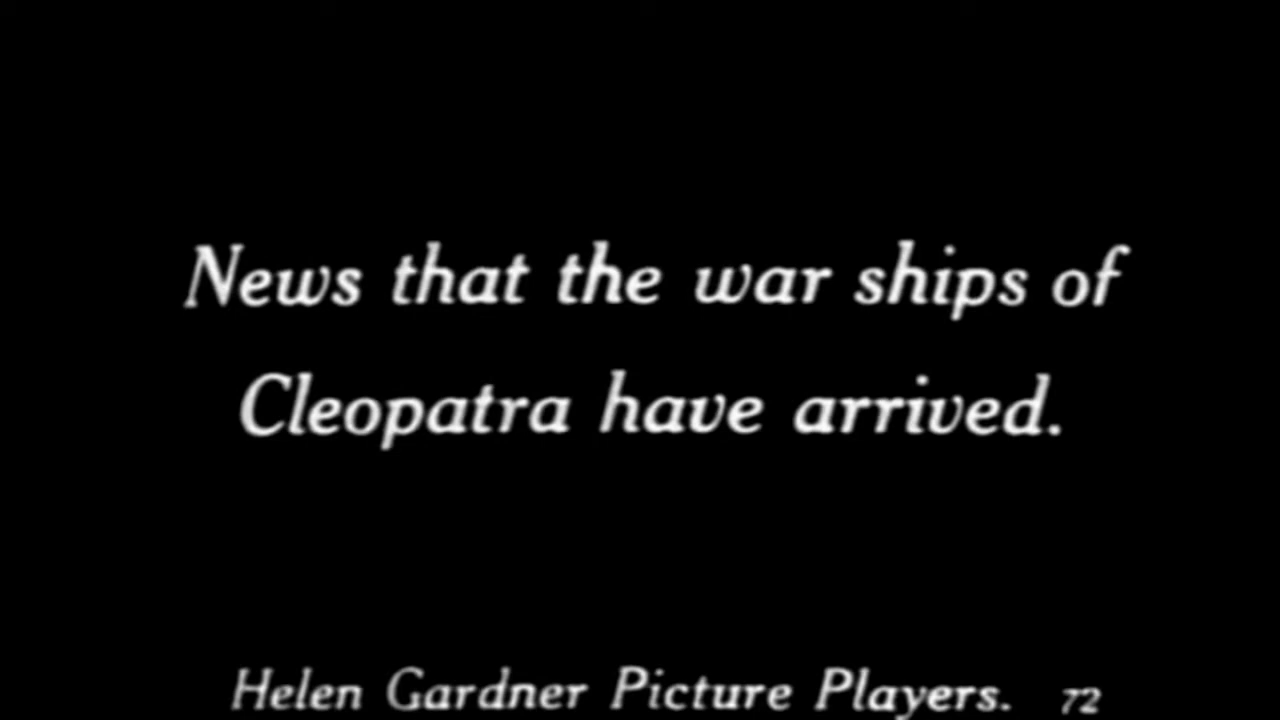 News that the war ships of
Cleopatra have arrived.
Helen Gardner Picture Players. 72